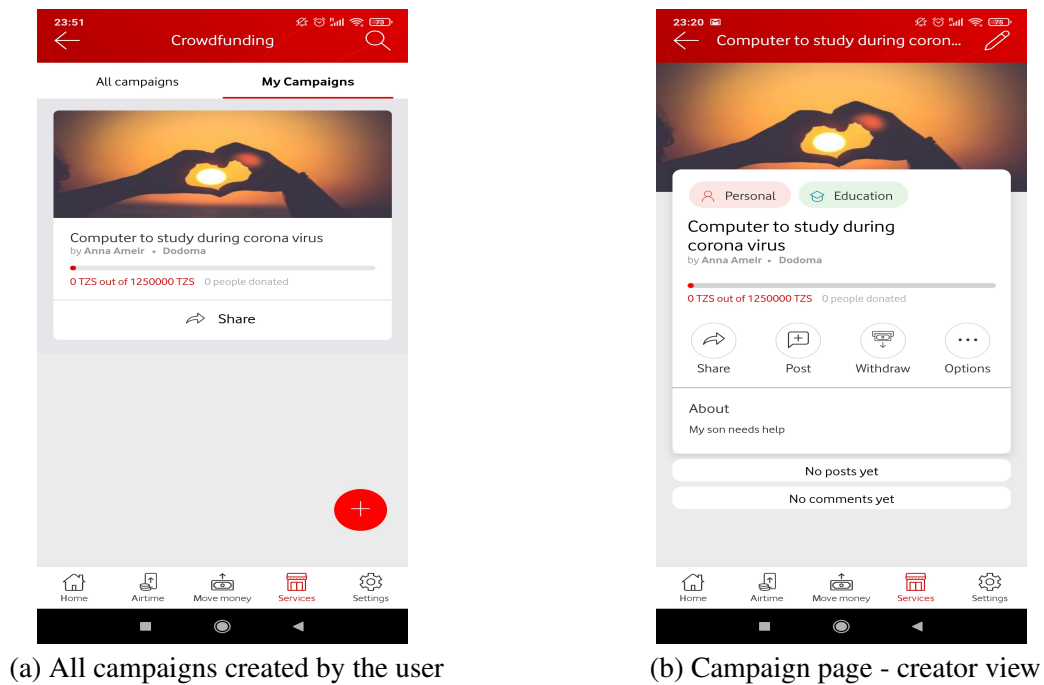 23:51
73
Crowdfunding
All campaigns
My Campaigns
Computer to study during corona virus
by Anna Ameir • Dodoma
0 TZS out of 1250000 TZS 0 people donated
Share
Home
Airtime
Move money
Services
Settings
(a) All campaigns created by the user
23:20
75
Computer to study during coron...
Personal
Education
Computer to study during
corona virus
by Anna Ameir • Dodoma
0 TZS out of 1250000 TZS 0 people donated
Share
Post
Withdraw
Options
About
My son needs help
No posts yet
No comments yet
Home
Airtime
Move money
Services
Settings
(b) Campaign page - creator view